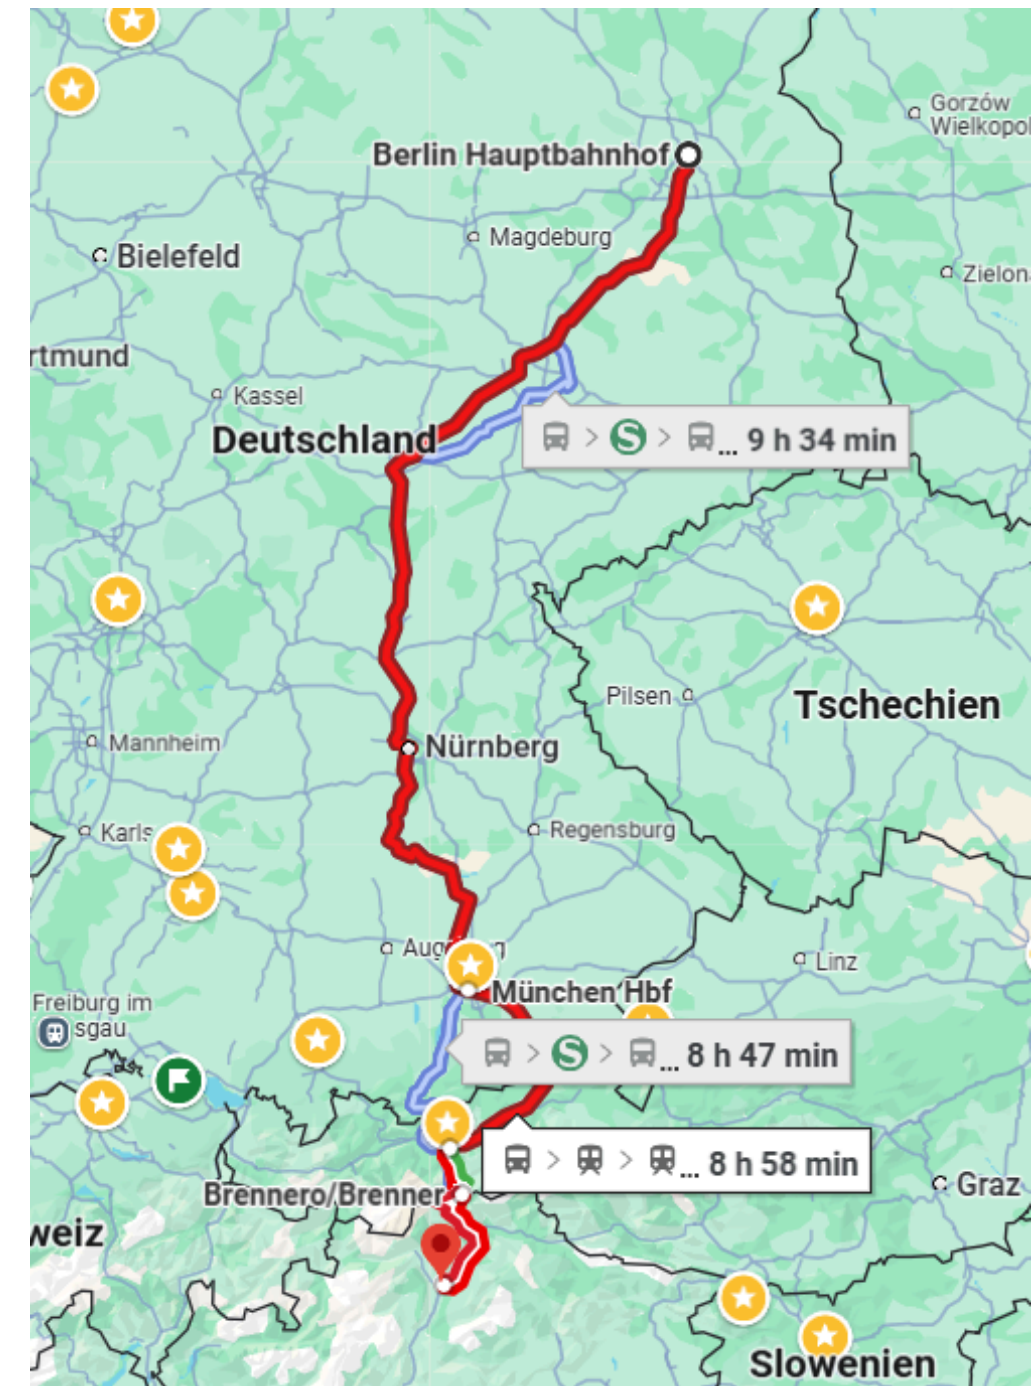 Gorzów
Wielkopol
Berlin Hauptbahnhof
Magdeburg
Bielefeld
Zielon
rtmund
Kassel
Deutschland
S ... 9 h 34 min
Pilsen
Tschechien
Mannheim
Nürnberg
Karls
Regensburg
Linz
München Hbf
Freiburg im
sgau
S ... 8 h 47 min
... 8 h 58 min
Brennero/Brenner
Graz
weiz
Slowenien